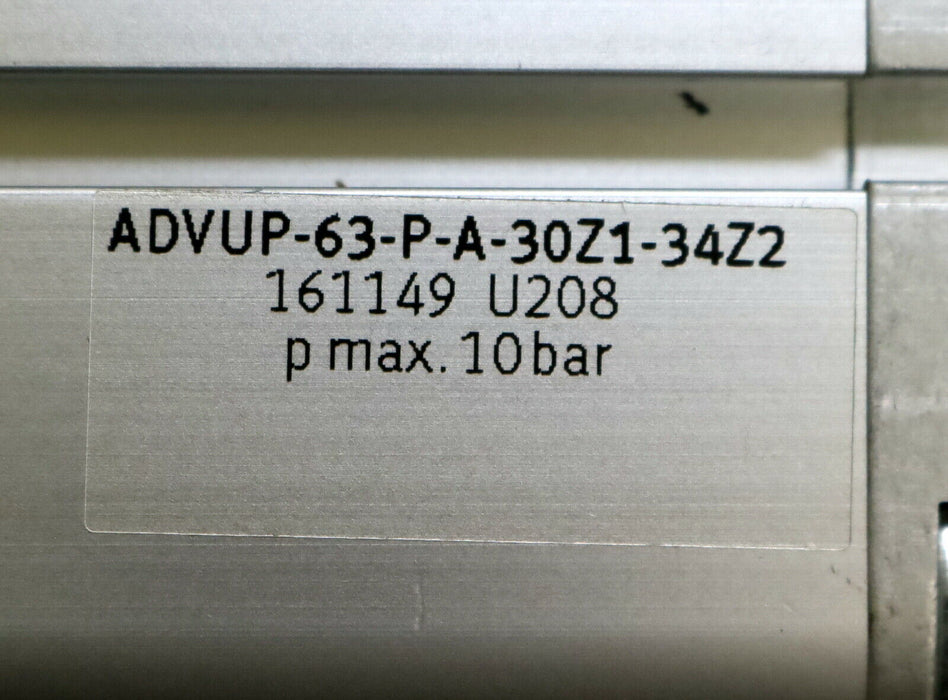 ADVUP-63-P-A-30Z1-34Z2
161149 U208
p max. 10 bar